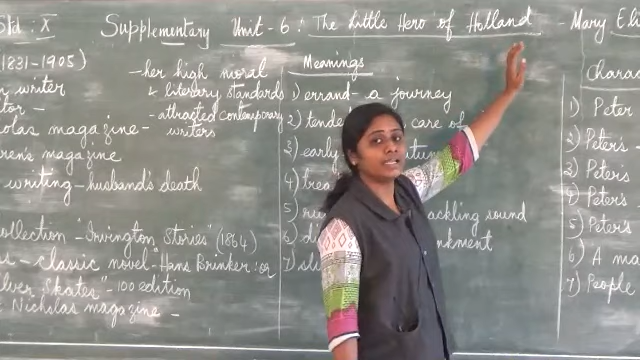 Std : X Supplementary Unit - 6 : The Little Hero of Holland - Mary Eli
(1831-1905)
writer
tor -
olas magazine -
ren's magazine
writing - husband's death
ollection - "Irvington Stories" (1864)
classic novel - "Hans Brinker : or
lver Skates" - 100 edition
Nicholas magazine -
- her high moral
& literary standards
- attracted contemporary
writers
Meanings
1) errand - a journey
2) tende care of
3) early
4) brea
5) ackling sound
6) di nkment
7) sli
Charac
1) Peter
2) Peter's -
3) Peter's
4) Peter's
5) Peter's
6) A ma
7) People